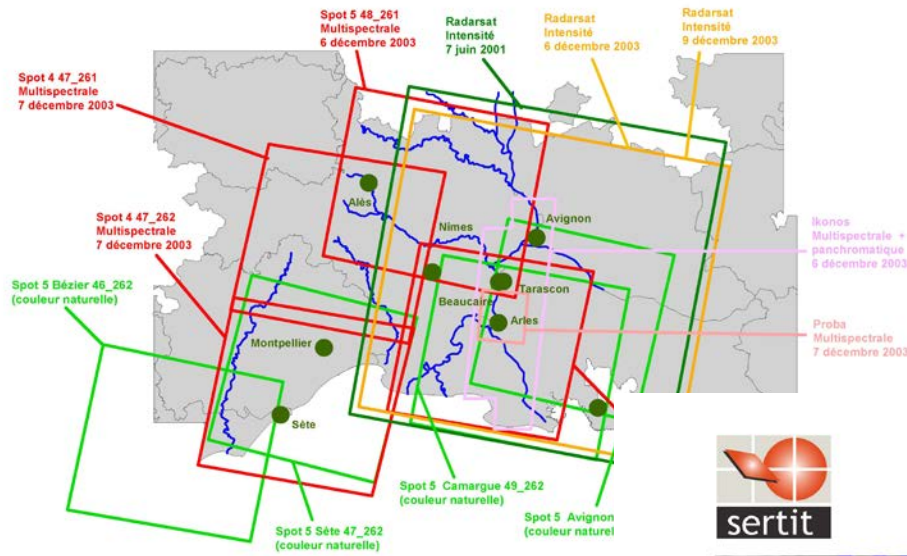 Spot 5 48_261
Multispectrale
6 décembre 2003
Radarsat
Intensité
7 juin 2001
Radarsat
Intensité
6 décembre 2003
Radarsat
Intensité
9 décembre 2003
Spot 4 47_261
Multispectrale
7 décembre 2003
Alès
Nîmes
Avignon
Spot 4 47_262
Multispectrale
7 décembre 2003
Ikonos
Multispectrale +
panchromatique
6 décembre 2003
Spot 5 Bézier 46_262
(couleur naturelle)
Tarascon
Beaucaire
Arles
Montpellier
Proba
Multispectrale
7 décembre 2003
Sète
Spot 5 Camargue 49_262
(couleur naturelle)
Spot 5 Avignon
(couleur naturel
Spot 5 Sète 47_262
(couleur naturelle)
sertit